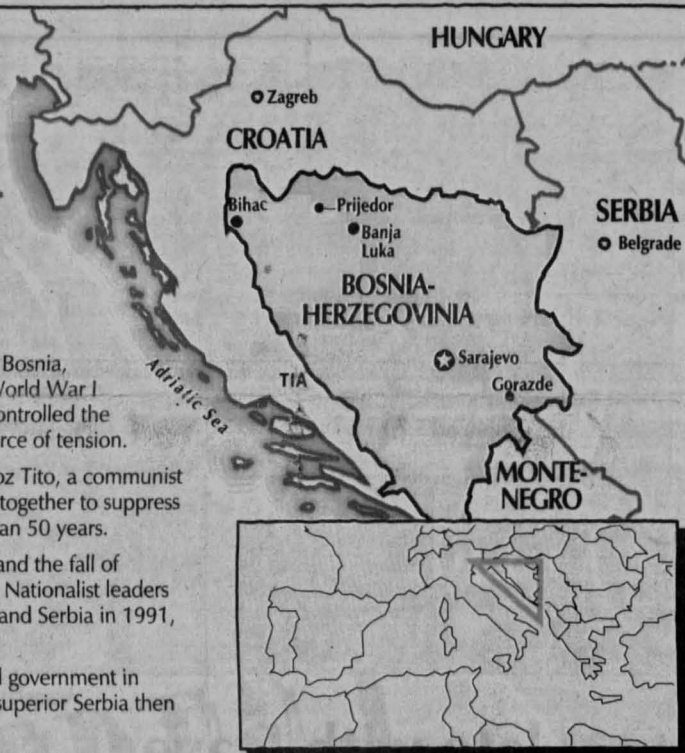 HUNGARY
Zagreb
CROATIA
Bihac
Prijedor
SERBIA
Banja
Luka
Belgrade
BOSNIA-
HERZEGOVINIA
Sarajevo
Adriatic Sea
TIA
Gorazde
MONTE-
NEGRO
Bosnia,
World War I
ontrolled the
rce of tension.
oz Tito, a communist
together to suppress
an 50 years.
and the fall of
Nationalist leaders
and Serbia in 1991,
l government in
superior Serbia then